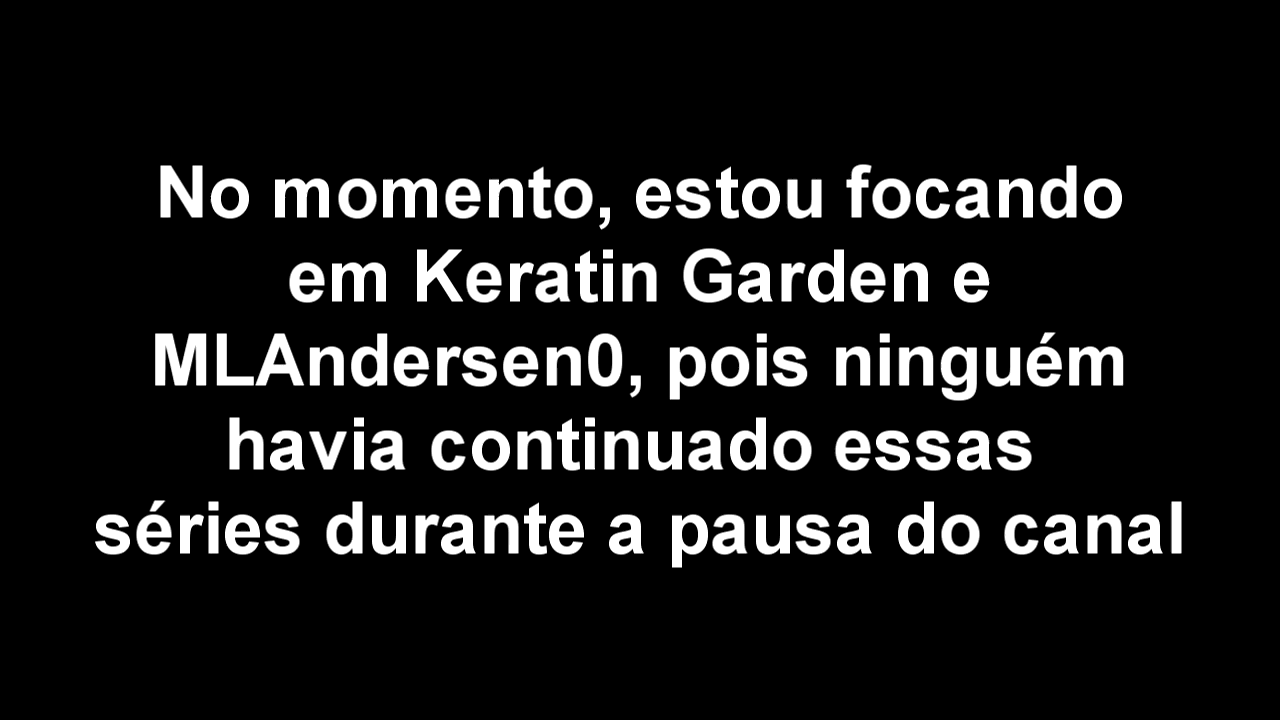 No momento, estou focando
em Keratin Garden e
MLAndersen0, pois ninguém
havia continuado essas
séries durante a pausa do canal